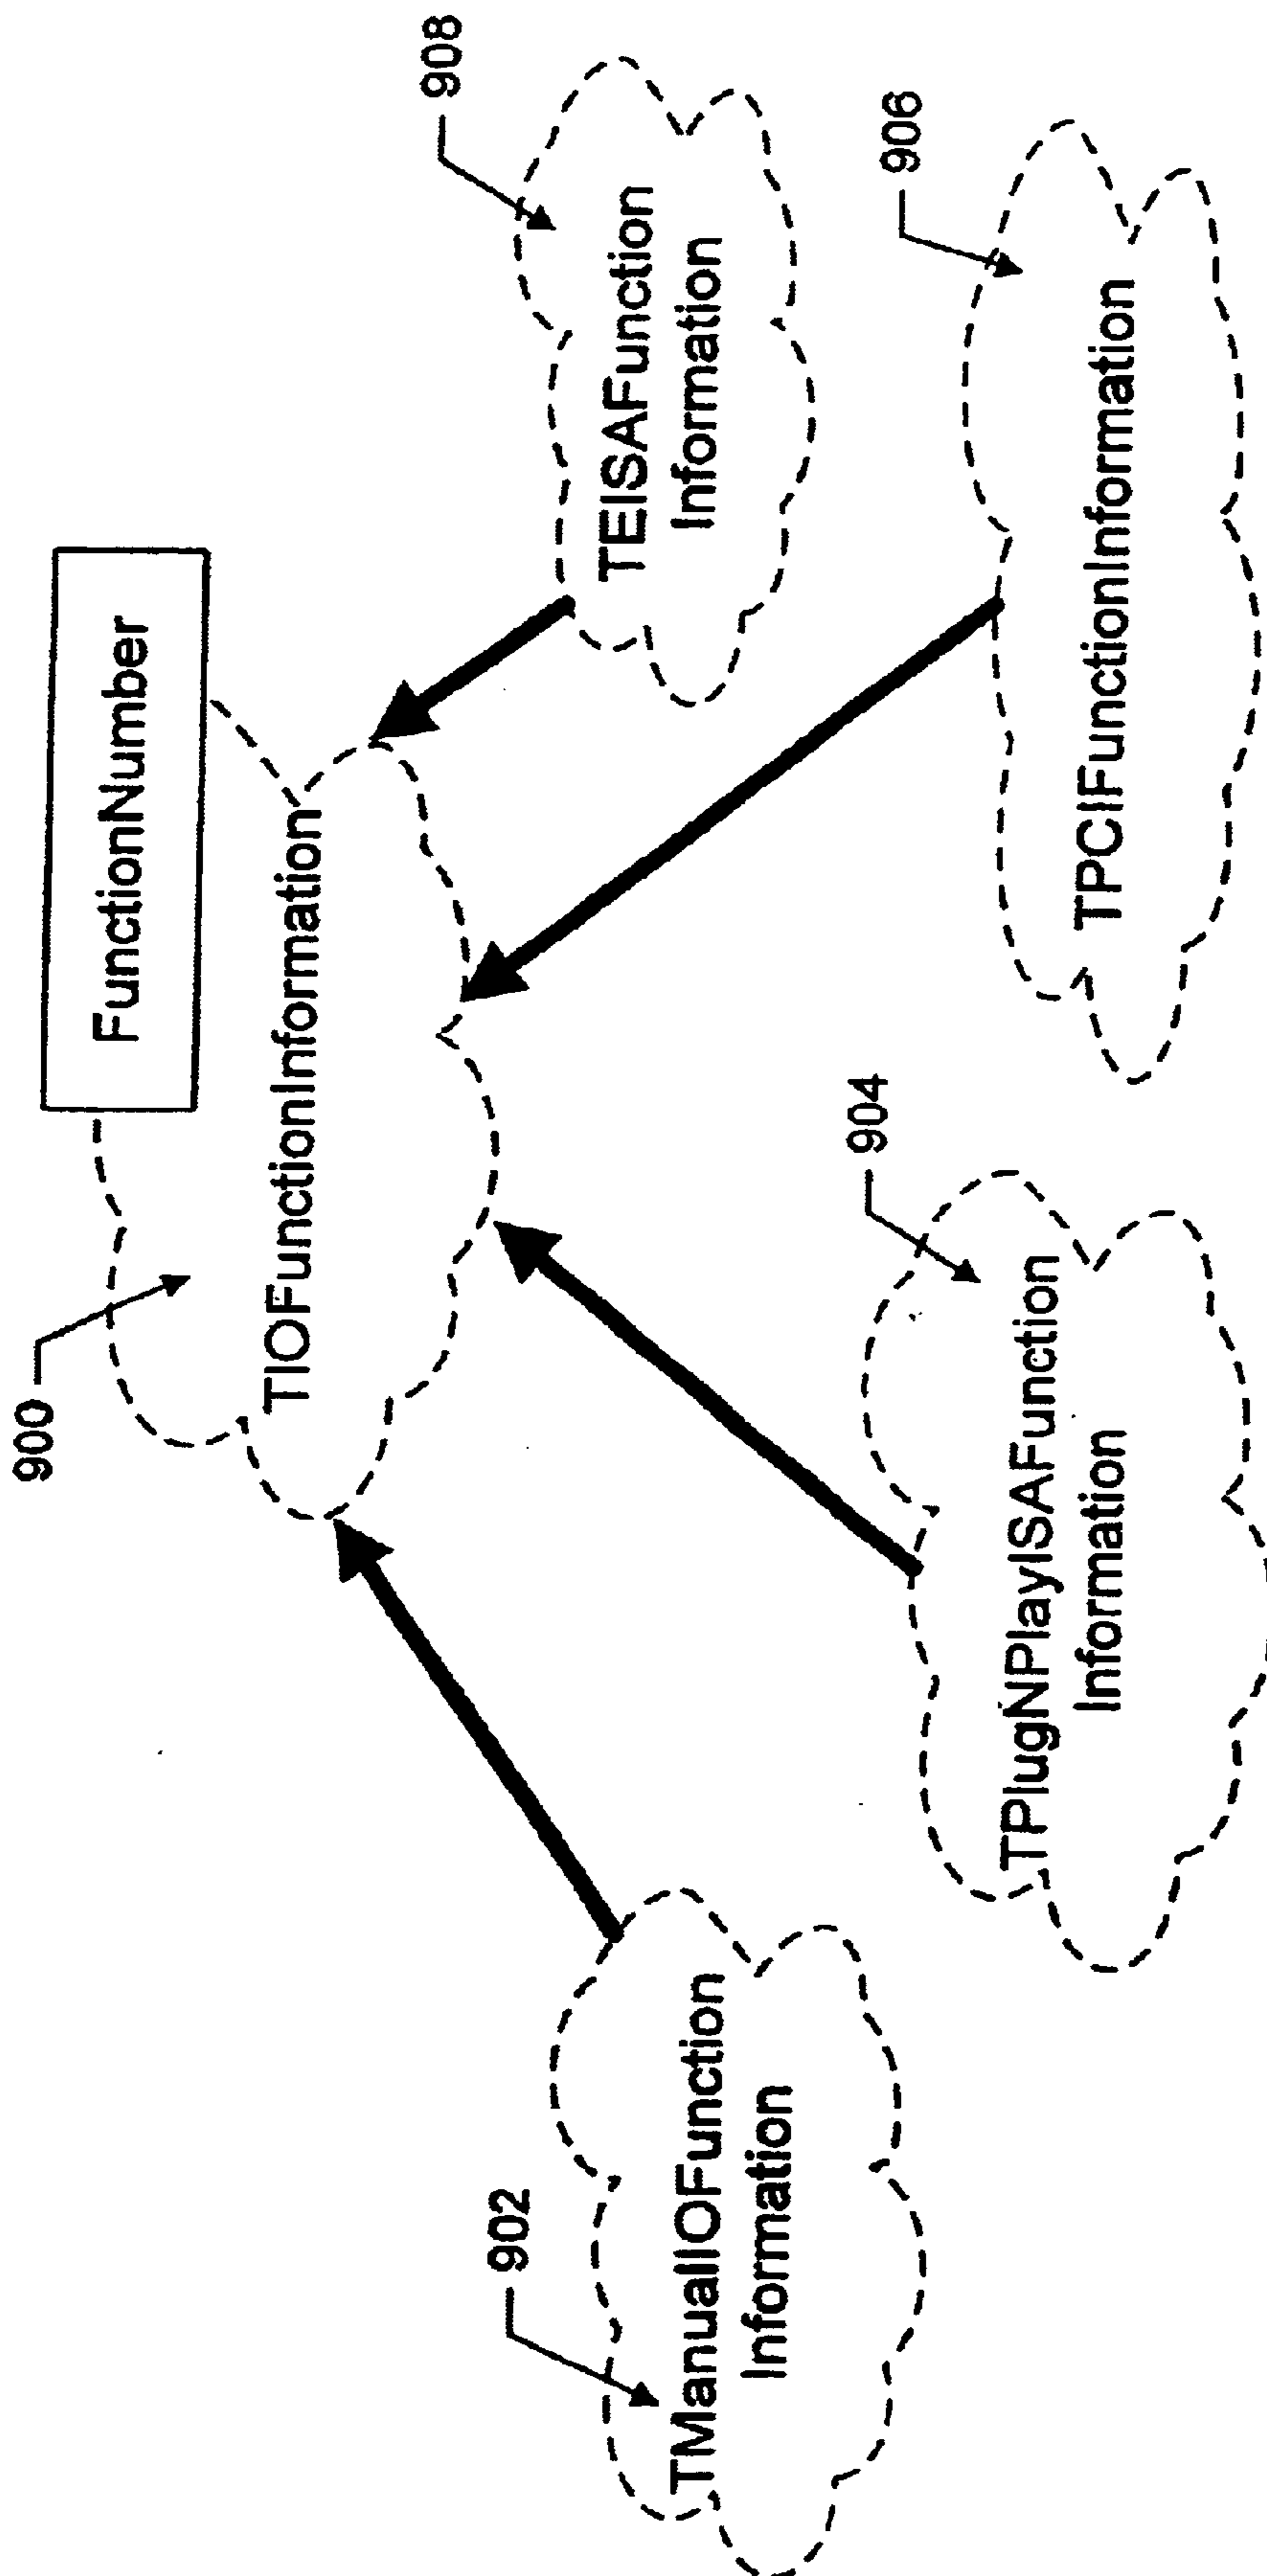 FunctionNumber
900
TIOFunctionInformation
902
TManualIOFunction
Information
904
TPlugNPlayISAFunction
Information
906
TPCIFunctionInformation
908
TEISAFunction
Information